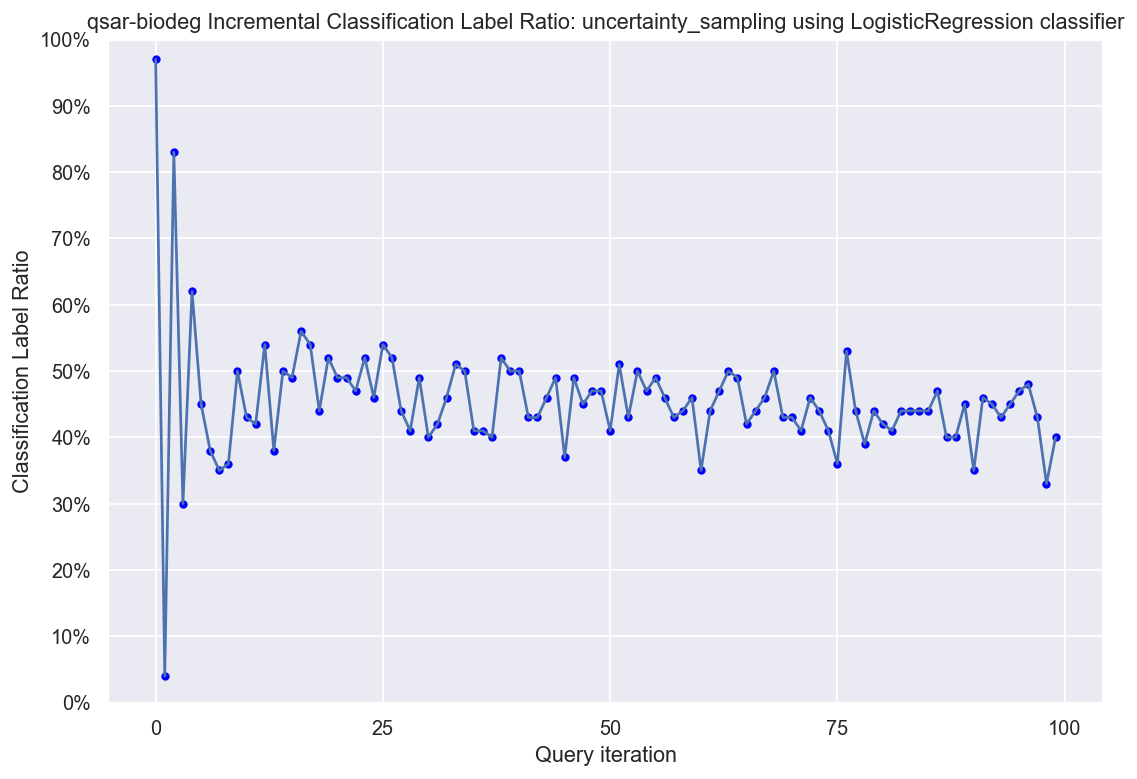 qsar-biodeg Incremental Classification Label Ratio: uncertainty_sampling using LogisticRegression classifier
100%
90%
80%
70%
60%
50%
40%
30%
20%
10%
0%
Classification Label Ratio
0 25 50 75 100
Query iteration